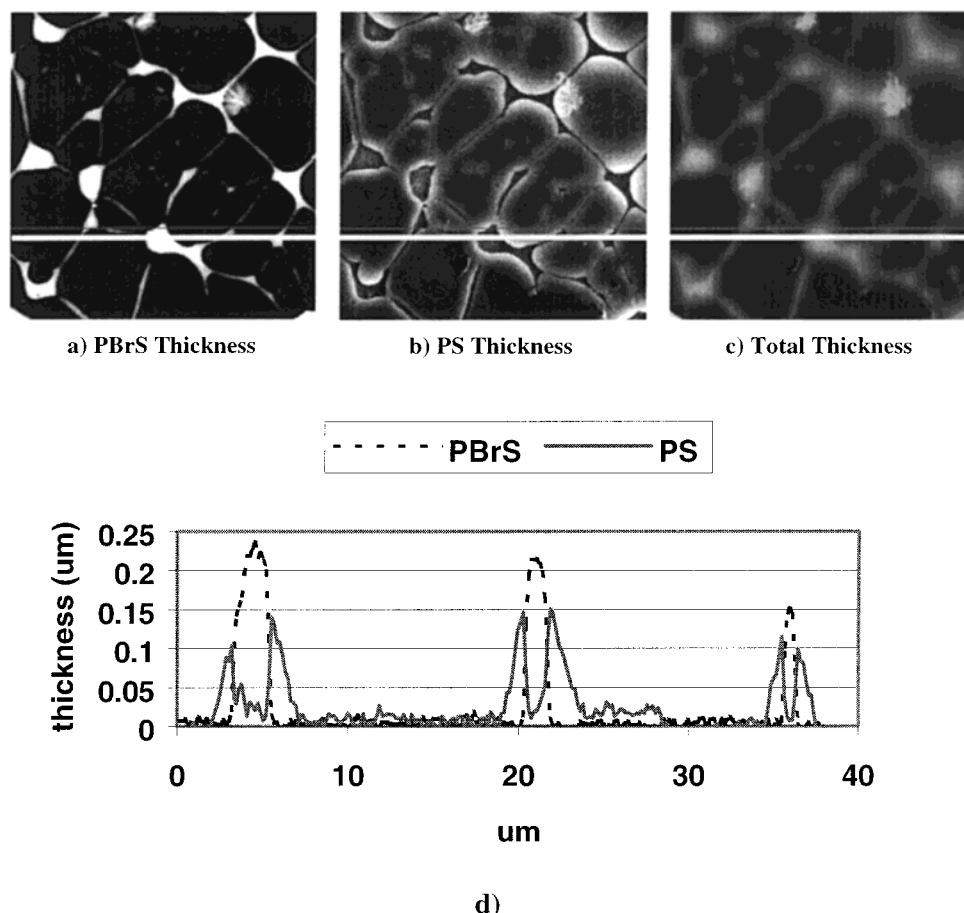 a) PBrS Thickness
b) PS Thickness
c) Total Thickness
PBrS PS
thickness (um)
0.25
0.2
0.15
0.1
0.05
0
0 10 20 30 40
um
d)